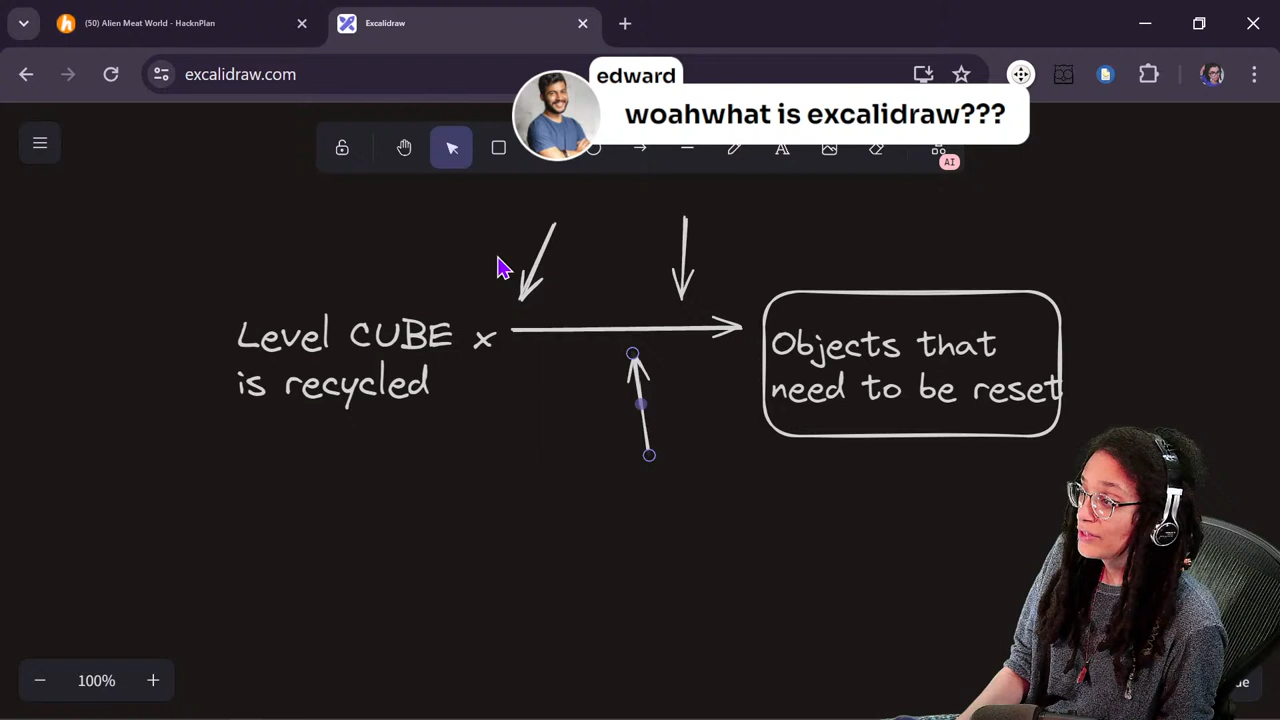 (50) Alien Meat World - HacknPlan
Excalidraw
excalidraw.com
edward
woahwhat is excalidraw???
A
AI
Level CUBE x
is recycled
Objects that
need to be reset
100%